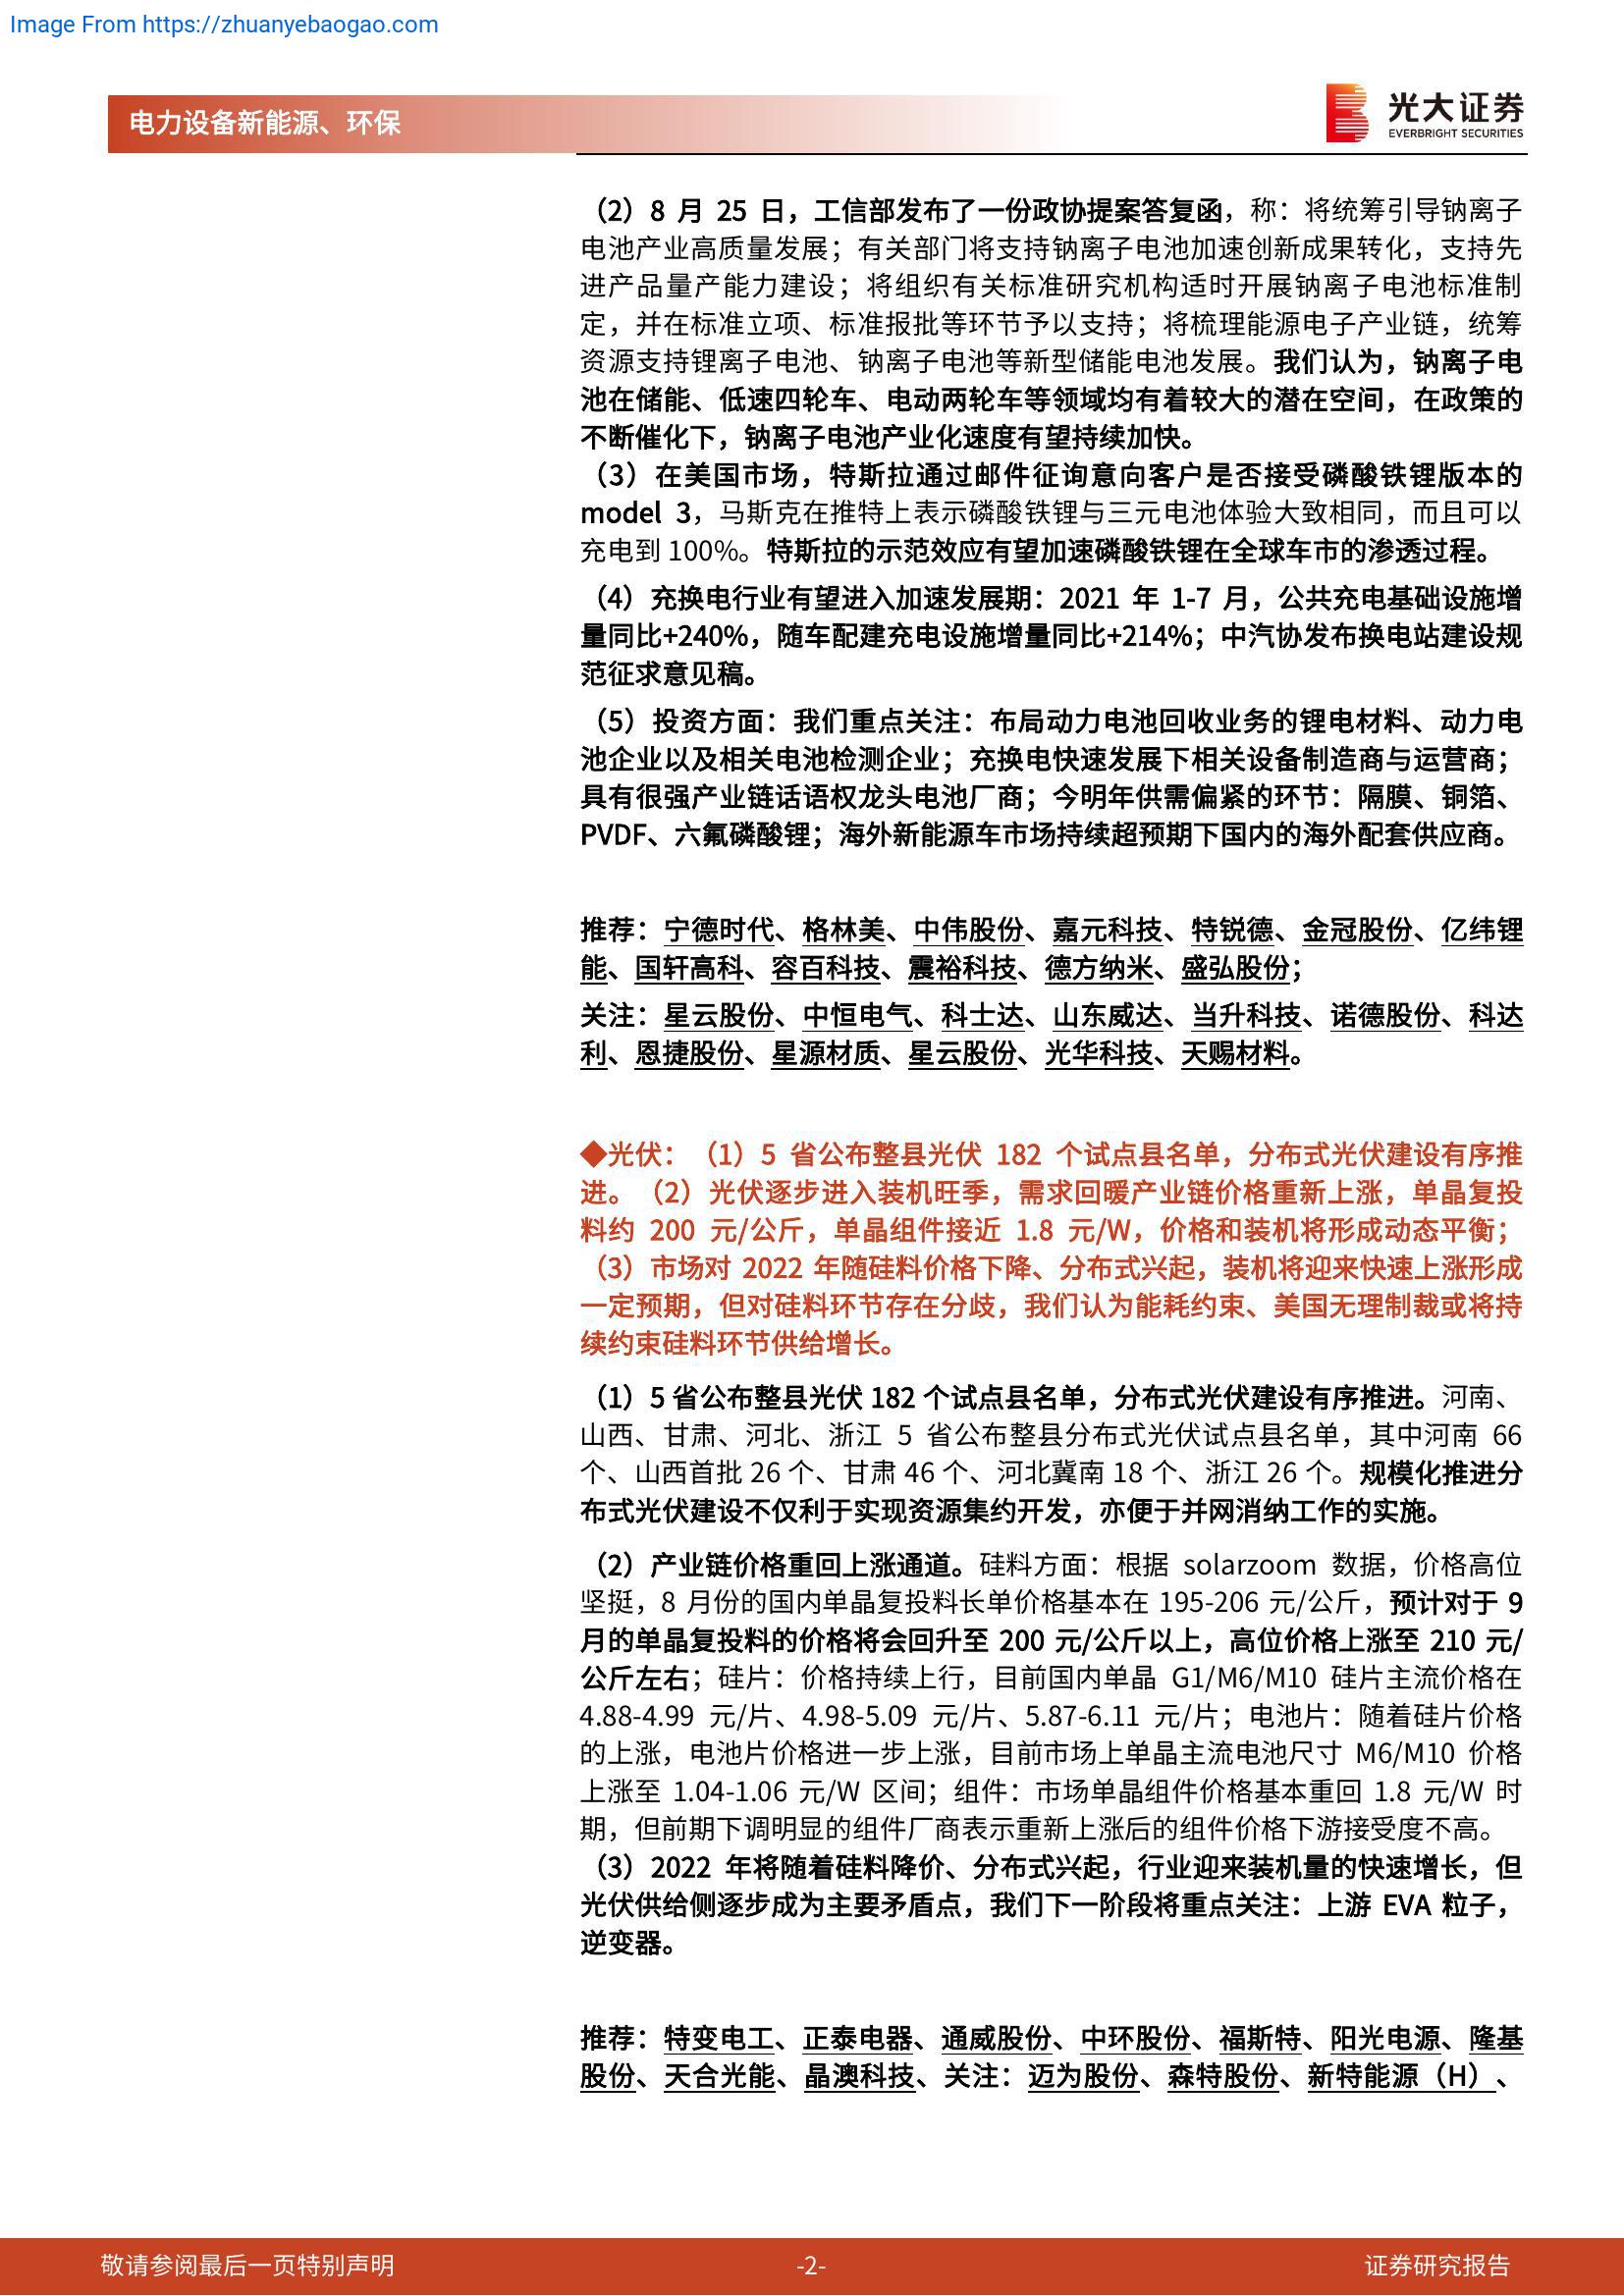 Image From https://zhuanyebaogao.com
电力设备新能源、环保
光大证券
EVERBRIGHT SECURITIES
（2）8 月 25 日，工信部发布了一份政协提案答复函，称：将统筹引导钠离子
电池产业高质量发展；有关部门将支持钠离子电池加速创新成果转化，支持先
进产品量产能力建设；将组织有关标准研究机构适时开展钠离子电池标准制
定，并在标准立项、标准报批等环节予以支持；将梳理能源电子产业链，统筹
资源支持锂离子电池、钠离子电池等新型储能电池发展。我们认为，钠离子电
池在储能、低速四轮车、电动两轮车等领域均有着较大的潜在空间，在政策的
不断催化下，钠离子电池产业化速度有望持续加快。
（3）在美国市场，特斯拉通过邮件征询意向客户是否接受磷酸铁锂版本的
model 3，马斯克在推特上表示磷酸铁锂与三元电池体验大致相同，而且可以
充电到 100%。特斯拉的示范效应有望加速磷酸铁锂在全球车市的渗透过程。
（4）充换电行业有望进入加速发展期：2021 年 1-7 月，公共充电基础设施增
量同比+240%，随车配建充电设施增量同比+214%；中汽协发布换电站建设规
范征求意见稿。
（5）投资方面：我们重点关注：布局动力电池回收业务的锂电材料、动力电
池企业以及相关电池检测企业；充换电快速发展下相关设备制造商与运营商；
具有很强产业链话语权龙头电池厂商；今明年供需偏紧的环节：隔膜、铜箔、
PVDF、六氟磷酸锂；海外新能源车市场持续超预期下国内的海外配套供应商。
推荐：宁德时代、格林美、中伟股份、嘉元科技、特锐德、金冠股份、亿纬锂
能、国轩高科、容百科技、震裕科技、德方纳米、盛弘股份；
关注：星云股份、中恒电气、科士达、山东威达、当升科技、诺德股份、科达
利、恩捷股份、星源材质、星云股份、光华科技、天赐材料。
◆光伏：（1）5 省公布整县光伏 182 个试点县名单，分布式光伏建设有序推
进。（2）光伏逐步进入装机旺季，需求回暖产业链价格重新上涨，单晶复投
料约 200 元/公斤，单晶组件接近 1.8 元/W，价格和装机将形成动态平衡；
（3）市场对 2022 年随硅料价格下降、分布式兴起，装机将迎来快速上涨形成
一定预期，但对硅料环节存在分歧，我们认为能耗约束、美国无理制裁或将持
续约束硅料环节供给增长。
（1）5 省公布整县光伏 182 个试点县名单，分布式光伏建设有序推进。河南、
山西、甘肃、河北、浙江 5 省公布整县分布式光伏试点县名单，其中河南 66
个、山西首批 26 个、甘肃 46 个、河北冀南 18 个、浙江 26 个。规模化推进分
布式光伏建设不仅利于实现资源集约开发，亦便于并网消纳工作的实施。
（2）产业链价格重回上涨通道。硅料方面：根据 solarzoom 数据，价格高位
坚挺，8 月份的国内单晶复投料长单价格基本在 195-206 元/公斤，预计对于 9
月的单晶复投料的价格将会回升至 200 元/公斤以上，高位价格上涨至 210 元/
公斤左右；硅片：价格持续上行，目前国内单晶 G1/M6/M10 硅片主流价格在
4.88-4.99 元/片、4.98-5.09 元/片、5.87-6.11 元/片；电池片：随着硅片价格
的上涨，电池片价格进一步上涨，目前市场上单晶主流电池尺寸 M6/M10 价格
上涨至 1.04-1.06 元/W 区间；组件：市场单晶组件价格基本重回 1.8 元/W 时
期，但前期下调明显的组件厂商表示重新上涨后的组件价格下游接受度不高。
（3）2022 年将随着硅料降价、分布式兴起，行业迎来装机量的快速增长，但
光伏供给侧逐步成为主要矛盾点，我们下一阶段将重点关注：上游 EVA 粒子，
逆变器。
推荐：特变电工、正泰电器、通威股份、中环股份、福斯特、阳光电源、隆基
股份、天合光能、晶澳科技、关注：迈为股份、森特股份、新特能源（H）、
敬请参阅最后一页特别声明
-2-
证券研究报告